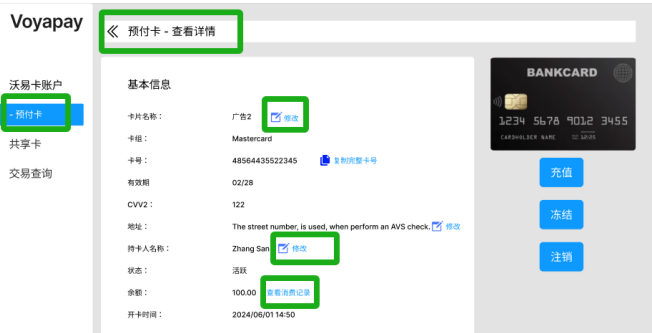 Voyapay
预付卡 - 查看详情
沃易卡账户
- 预付卡
共享卡
交易查询
基本信息
卡片名称： 广告2 修改
卡组： Mastercard
卡号： 48564435522345 复制完整卡号
有效期 02/28
CVV2： 122
地址： The street number, is used, when perform an AVS check. 修改
持卡人名称： Zhang San 修改
状态： 活跃
余额： 100.00 查看消费记录
开卡时间： 2024/06/01 14:50
BANKCARD
1234 5678 9012 3455
CARDHOLDER NAME 12/25
充值
冻结
注销